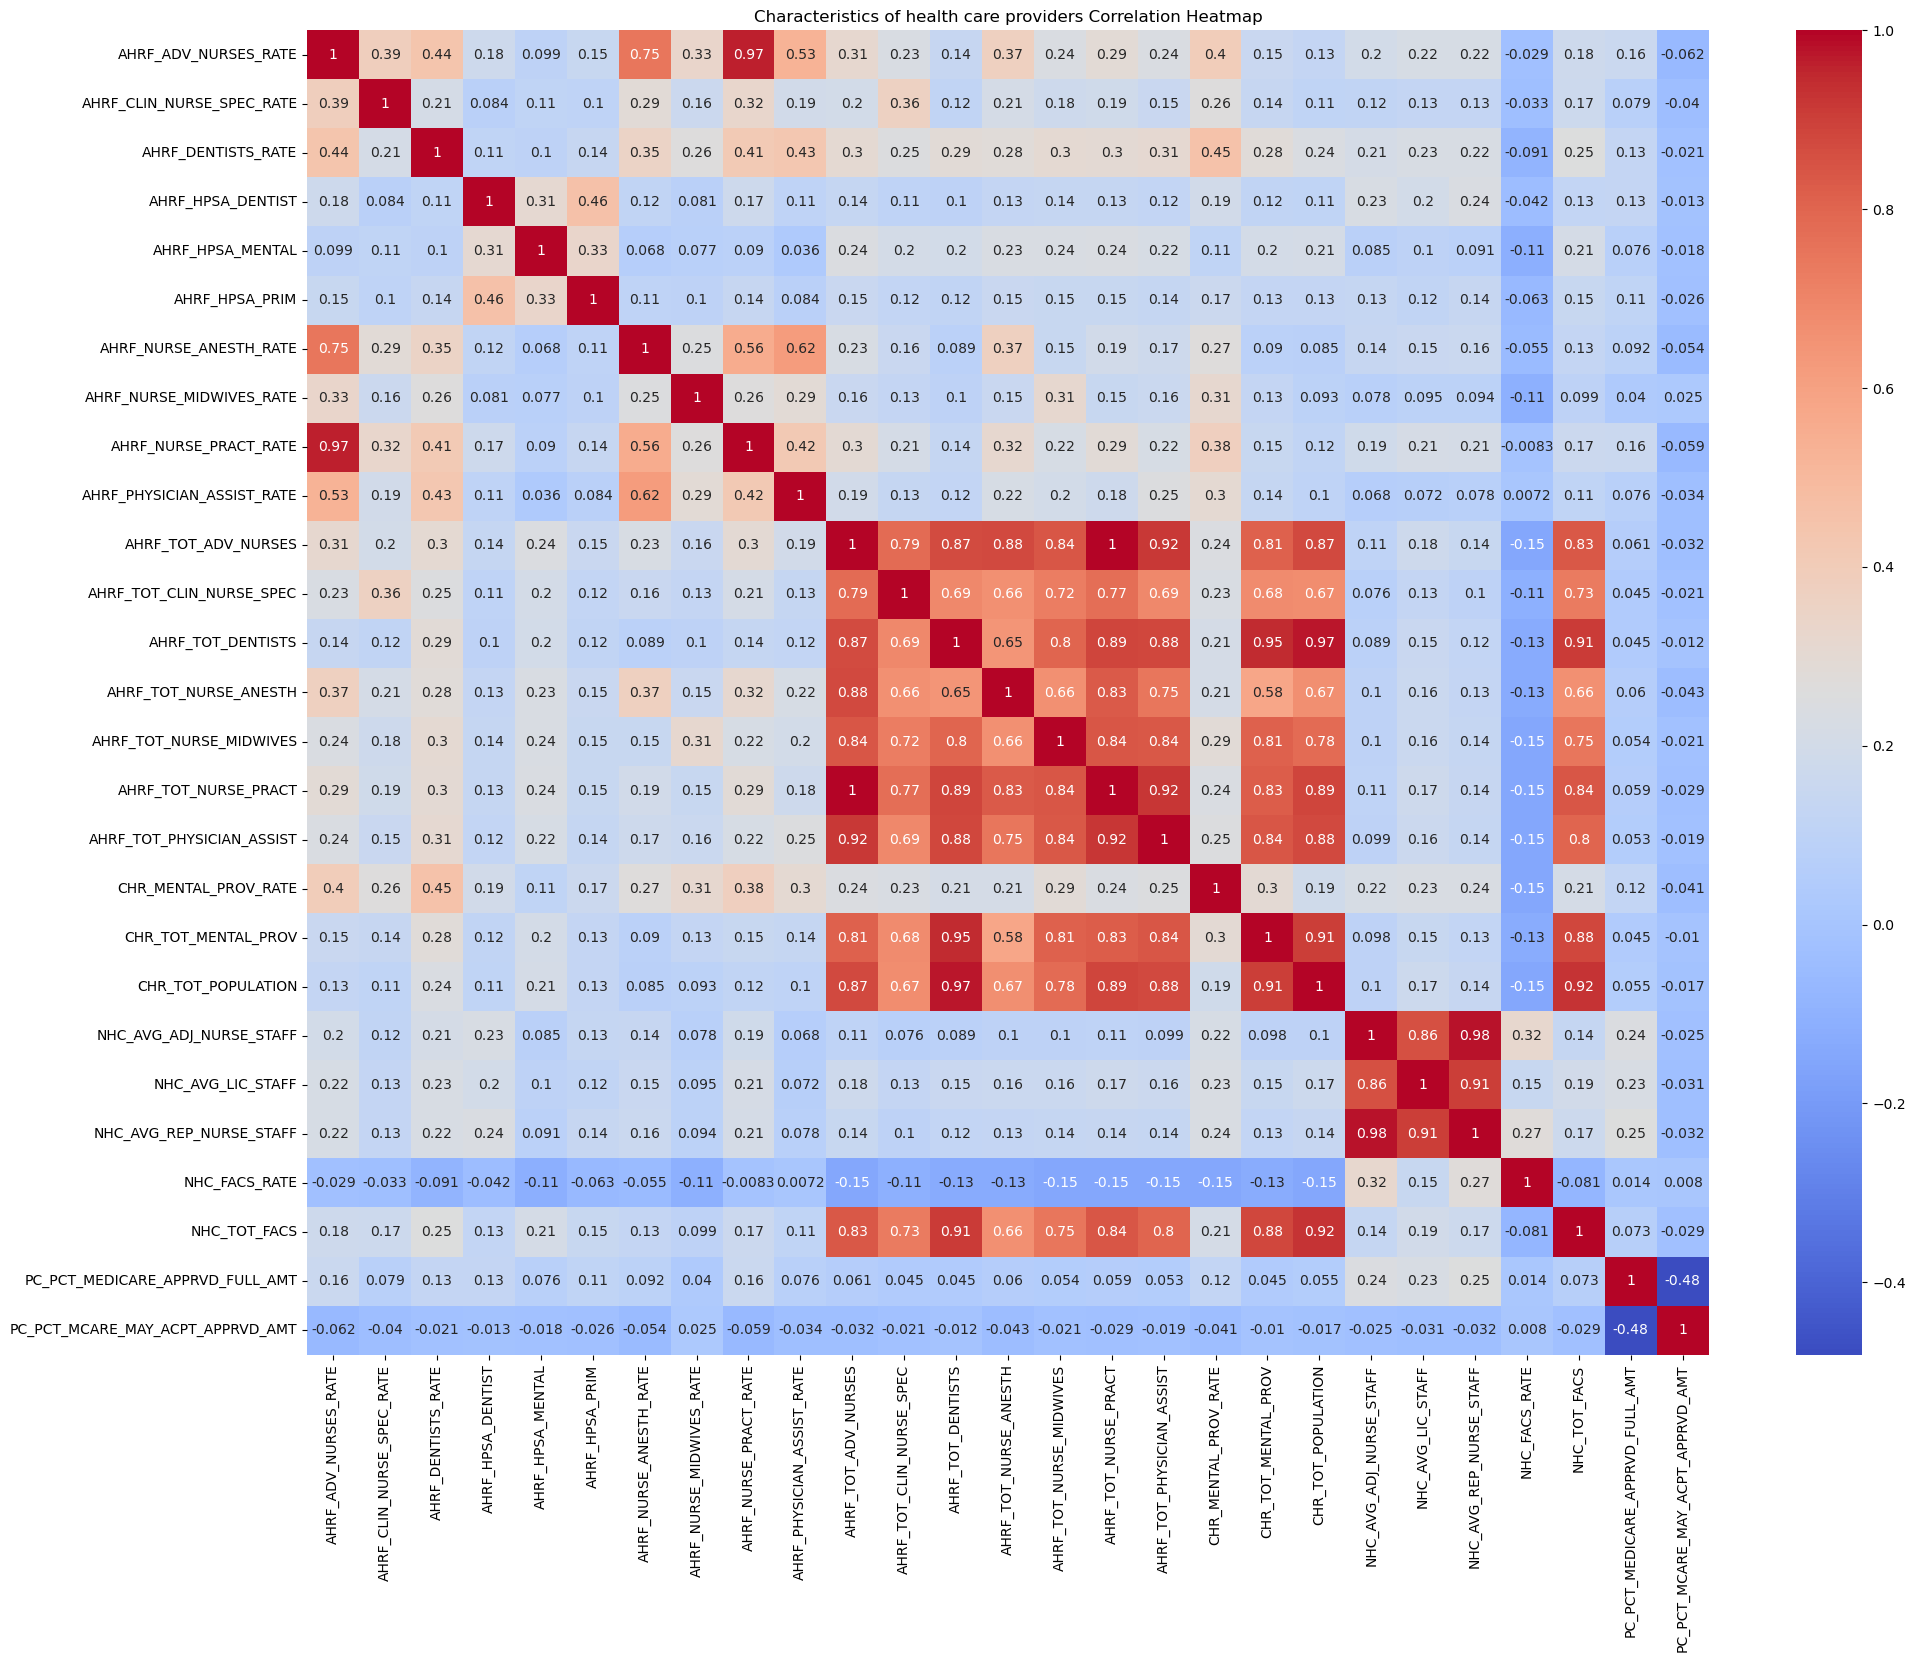 Characteristics of health care providers Correlation Heatmap
AHRF_ADV_NURSES_RATE 1 0.39 0.44 0.18 0.099 0.15 0.75 0.33 0.97 0.53 0.31 0.23 0.14 0.37 0.24 0.29 0.24 0.4 0.15 0.13 0.2 0.22 0.22 -0.029 0.18 0.16 -0.062
AHRF_CLIN_NURSE_SPEC_RATE 0.39 1 0.21 0.084 0.11 0.1 0.29 0.16 0.32 0.19 0.2 0.36 0.12 0.21 0.18 0.19 0.15 0.26 0.14 0.11 0.12 0.13 0.13 -0.033 0.17 0.079 -0.04
AHRF_DENTISTS_RATE 0.44 0.21 1 0.11 0.1 0.14 0.35 0.26 0.41 0.43 0.3 0.25 0.29 0.28 0.3 0.3 0.31 0.45 0.28 0.24 0.21 0.23 0.22 -0.091 0.25 0.13 -0.021
AHRF_HPSA_DENTIST 0.18 0.084 0.11 1 0.31 0.46 0.12 0.081 0.17 0.11 0.14 0.11 0.1 0.13 0.14 0.13 0.12 0.19 0.12 0.11 0.23 0.2 0.24 -0.042 0.13 0.13 -0.013
AHRF_HPSA_MENTAL 0.099 0.11 0.1 0.31 1 0.33 0.068 0.077 0.09 0.036 0.24 0.2 0.2 0.23 0.24 0.24 0.22 0.11 0.2 0.21 0.085 0.1 0.091 -0.11 0.21 0.076 -0.018
AHRF_HPSA_PRIM 0.15 0.1 0.14 0.46 0.33 1 0.11 0.1 0.14 0.084 0.15 0.12 0.12 0.15 0.15 0.15 0.14 0.17 0.13 0.13 0.13 0.12 0.14 -0.063 0.15 0.11 -0.026
AHRF_NURSE_ANESTH_RATE 0.75 0.29 0.35 0.12 0.068 0.11 1 0.25 0.56 0.62 0.23 0.16 0.089 0.37 0.15 0.19 0.17 0.27 0.09 0.085 0.14 0.15 0.16 -0.055 0.13 0.092 -0.054
AHRF_NURSE_MIDWIVES_RATE 0.33 0.16 0.26 0.081 0.077 0.1 0.25 1 0.26 0.29 0.16 0.13 0.1 0.15 0.31 0.15 0.16 0.31 0.13 0.093 0.078 0.095 0.094 -0.11 0.099 0.04 0.025
AHRF_NURSE_PRACT_RATE 0.97 0.32 0.41 0.17 0.09 0.14 0.56 0.26 1 0.42 0.3 0.21 0.14 0.32 0.22 0.29 0.22 0.38 0.15 0.12 0.19 0.21 0.21 -0.0083 0.17 0.16 -0.059
AHRF_PHYSICIAN_ASSIST_RATE 0.53 0.19 0.43 0.11 0.036 0.084 0.62 0.29 0.42 1 0.19 0.13 0.12 0.22 0.2 0.18 0.25 0.3 0.14 0.1 0.068 0.072 0.078 0.0072 0.11 0.076 -0.034
AHRF_TOT_ADV_NURSES 0.31 0.2 0.3 0.14 0.24 0.15 0.23 0.16 0.3 0.19 1 0.79 0.87 0.88 0.84 1 0.92 0.24 0.81 0.87 0.11 0.18 0.14 -0.15 0.83 0.061 -0.032
AHRF_TOT_CLIN_NURSE_SPEC 0.23 0.36 0.25 0.11 0.2 0.12 0.16 0.13 0.21 0.13 0.79 1 0.69 0.66 0.72 0.77 0.69 0.23 0.68 0.67 0.076 0.13 0.1 -0.11 0.73 0.045 -0.021
AHRF_TOT_DENTISTS 0.14 0.12 0.29 0.1 0.2 0.12 0.089 0.1 0.14 0.12 0.87 0.69 1 0.65 0.8 0.89 0.88 0.21 0.95 0.97 0.089 0.15 0.12 -0.13 0.91 0.045 -0.012
AHRF_TOT_NURSE_ANESTH 0.37 0.21 0.28 0.13 0.23 0.15 0.37 0.15 0.32 0.22 0.88 0.66 0.65 1 0.66 0.83 0.75 0.21 0.58 0.67 0.1 0.16 0.13 -0.13 0.66 0.06 -0.043
AHRF_TOT_NURSE_MIDWIVES 0.24 0.18 0.3 0.14 0.24 0.15 0.15 0.31 0.22 0.2 0.84 0.72 0.8 0.66 1 0.84 0.84 0.29 0.81 0.78 0.1 0.16 0.14 -0.15 0.75 0.054 -0.021
AHRF_TOT_NURSE_PRACT 0.29 0.19 0.3 0.13 0.24 0.15 0.19 0.15 0.29 0.18 1 0.77 0.89 0.83 0.84 1 0.92 0.24 0.83 0.89 0.11 0.17 0.14 -0.15 0.84 0.059 -0.029
AHRF_TOT_PHYSICIAN_ASSIST 0.24 0.15 0.31 0.12 0.22 0.14 0.17 0.16 0.22 0.25 0.92 0.69 0.88 0.75 0.84 0.92 1 0.25 0.84 0.88 0.099 0.16 0.14 -0.15 0.8 0.053 -0.019
CHR_MENTAL_PROV_RATE 0.4 0.26 0.45 0.19 0.11 0.17 0.27 0.31 0.38 0.3 0.24 0.23 0.21 0.21 0.29 0.24 0.25 1 0.3 0.19 0.22 0.23 0.24 -0.15 0.21 0.12 -0.041
CHR_TOT_MENTAL_PROV 0.15 0.14 0.28 0.12 0.2 0.13 0.09 0.13 0.15 0.14 0.81 0.68 0.95 0.58 0.81 0.83 0.84 0.3 1 0.91 0.098 0.15 0.13 -0.13 0.88 0.045 -0.01
CHR_TOT_POPULATION 0.13 0.11 0.24 0.11 0.21 0.13 0.085 0.093 0.12 0.1 0.87 0.67 0.97 0.67 0.78 0.89 0.88 0.19 0.91 1 0.1 0.17 0.14 -0.15 0.92 0.055 -0.017
NHC_AVG_ADJ_NURSE_STAFF 0.2 0.12 0.21 0.23 0.085 0.13 0.14 0.078 0.19 0.068 0.11 0.076 0.089 0.1 0.1 0.11 0.099 0.22 0.098 0.1 1 0.86 0.98 0.32 0.14 0.24 -0.025
NHC_AVG_LIC_STAFF 0.22 0.13 0.23 0.2 0.1 0.12 0.15 0.095 0.21 0.072 0.18 0.13 0.15 0.16 0.16 0.17 0.16 0.23 0.15 0.17 0.86 1 0.91 0.15 0.19 0.23 -0.031
NHC_AVG_REP_NURSE_STAFF 0.22 0.13 0.22 0.24 0.091 0.14 0.16 0.094 0.21 0.078 0.14 0.1 0.12 0.13 0.14 0.14 0.14 0.24 0.13 0.14 0.98 0.91 1 0.27 0.17 0.25 -0.032
NHC_FACS_RATE -0.029 -0.033 -0.091 -0.042 -0.11 -0.063 -0.055 -0.11 -0.0083 0.0072 -0.15 -0.11 -0.13 -0.13 -0.15 -0.15 -0.15 -0.15 -0.13 -0.15 0.32 0.15 0.27 1 -0.081 0.014 0.008
NHC_TOT_FACS 0.18 0.17 0.25 0.13 0.21 0.15 0.13 0.099 0.17 0.11 0.83 0.73 0.91 0.66 0.75 0.84 0.8 0.21 0.88 0.92 0.14 0.19 0.17 -0.081 1 0.073 -0.029
PC_PCT_MEDICARE_APPRVD_FULL_AMT 0.16 0.079 0.13 0.13 0.076 0.11 0.092 0.04 0.16 0.076 0.061 0.045 0.045 0.06 0.054 0.059 0.053 0.12 0.045 0.055 0.24 0.23 0.25 0.014 0.073 1 -0.48
PC_PCT_MCARE_MAY_ACPT_APPRVD_AMT -0.062 -0.04 -0.021 -0.013 -0.018 -0.026 -0.054 0.025 -0.059 -0.034 -0.032 -0.021 -0.012 -0.043 -0.021 -0.029 -0.019 -0.041 -0.01 -0.017 -0.025 -0.031 -0.032 0.008 -0.029 -0.48 1
AHRF_ADV_NURSES_RATE
AHRF_CLIN_NURSE_SPEC_RATE
AHRF_DENTISTS_RATE
AHRF_HPSA_DENTIST
AHRF_HPSA_MENTAL
AHRF_HPSA_PRIM
AHRF_NURSE_ANESTH_RATE
AHRF_NURSE_MIDWIVES_RATE
AHRF_NURSE_PRACT_RATE
AHRF_PHYSICIAN_ASSIST_RATE
AHRF_TOT_ADV_NURSES
AHRF_TOT_CLIN_NURSE_SPEC
AHRF_TOT_DENTISTS
AHRF_TOT_NURSE_ANESTH
AHRF_TOT_NURSE_MIDWIVES
AHRF_TOT_NURSE_PRACT
AHRF_TOT_PHYSICIAN_ASSIST
CHR_MENTAL_PROV_RATE
CHR_TOT_MENTAL_PROV
CHR_TOT_POPULATION
NHC_AVG_ADJ_NURSE_STAFF
NHC_AVG_LIC_STAFF
NHC_AVG_REP_NURSE_STAFF
NHC_FACS_RATE
NHC_TOT_FACS
PC_PCT_MEDICARE_APPRVD_FULL_AMT
PC_PCT_MCARE_MAY_ACPT_APPRVD_AMT
1.0
0.8
0.6
0.4
0.2
0.0
−0.2
−0.4